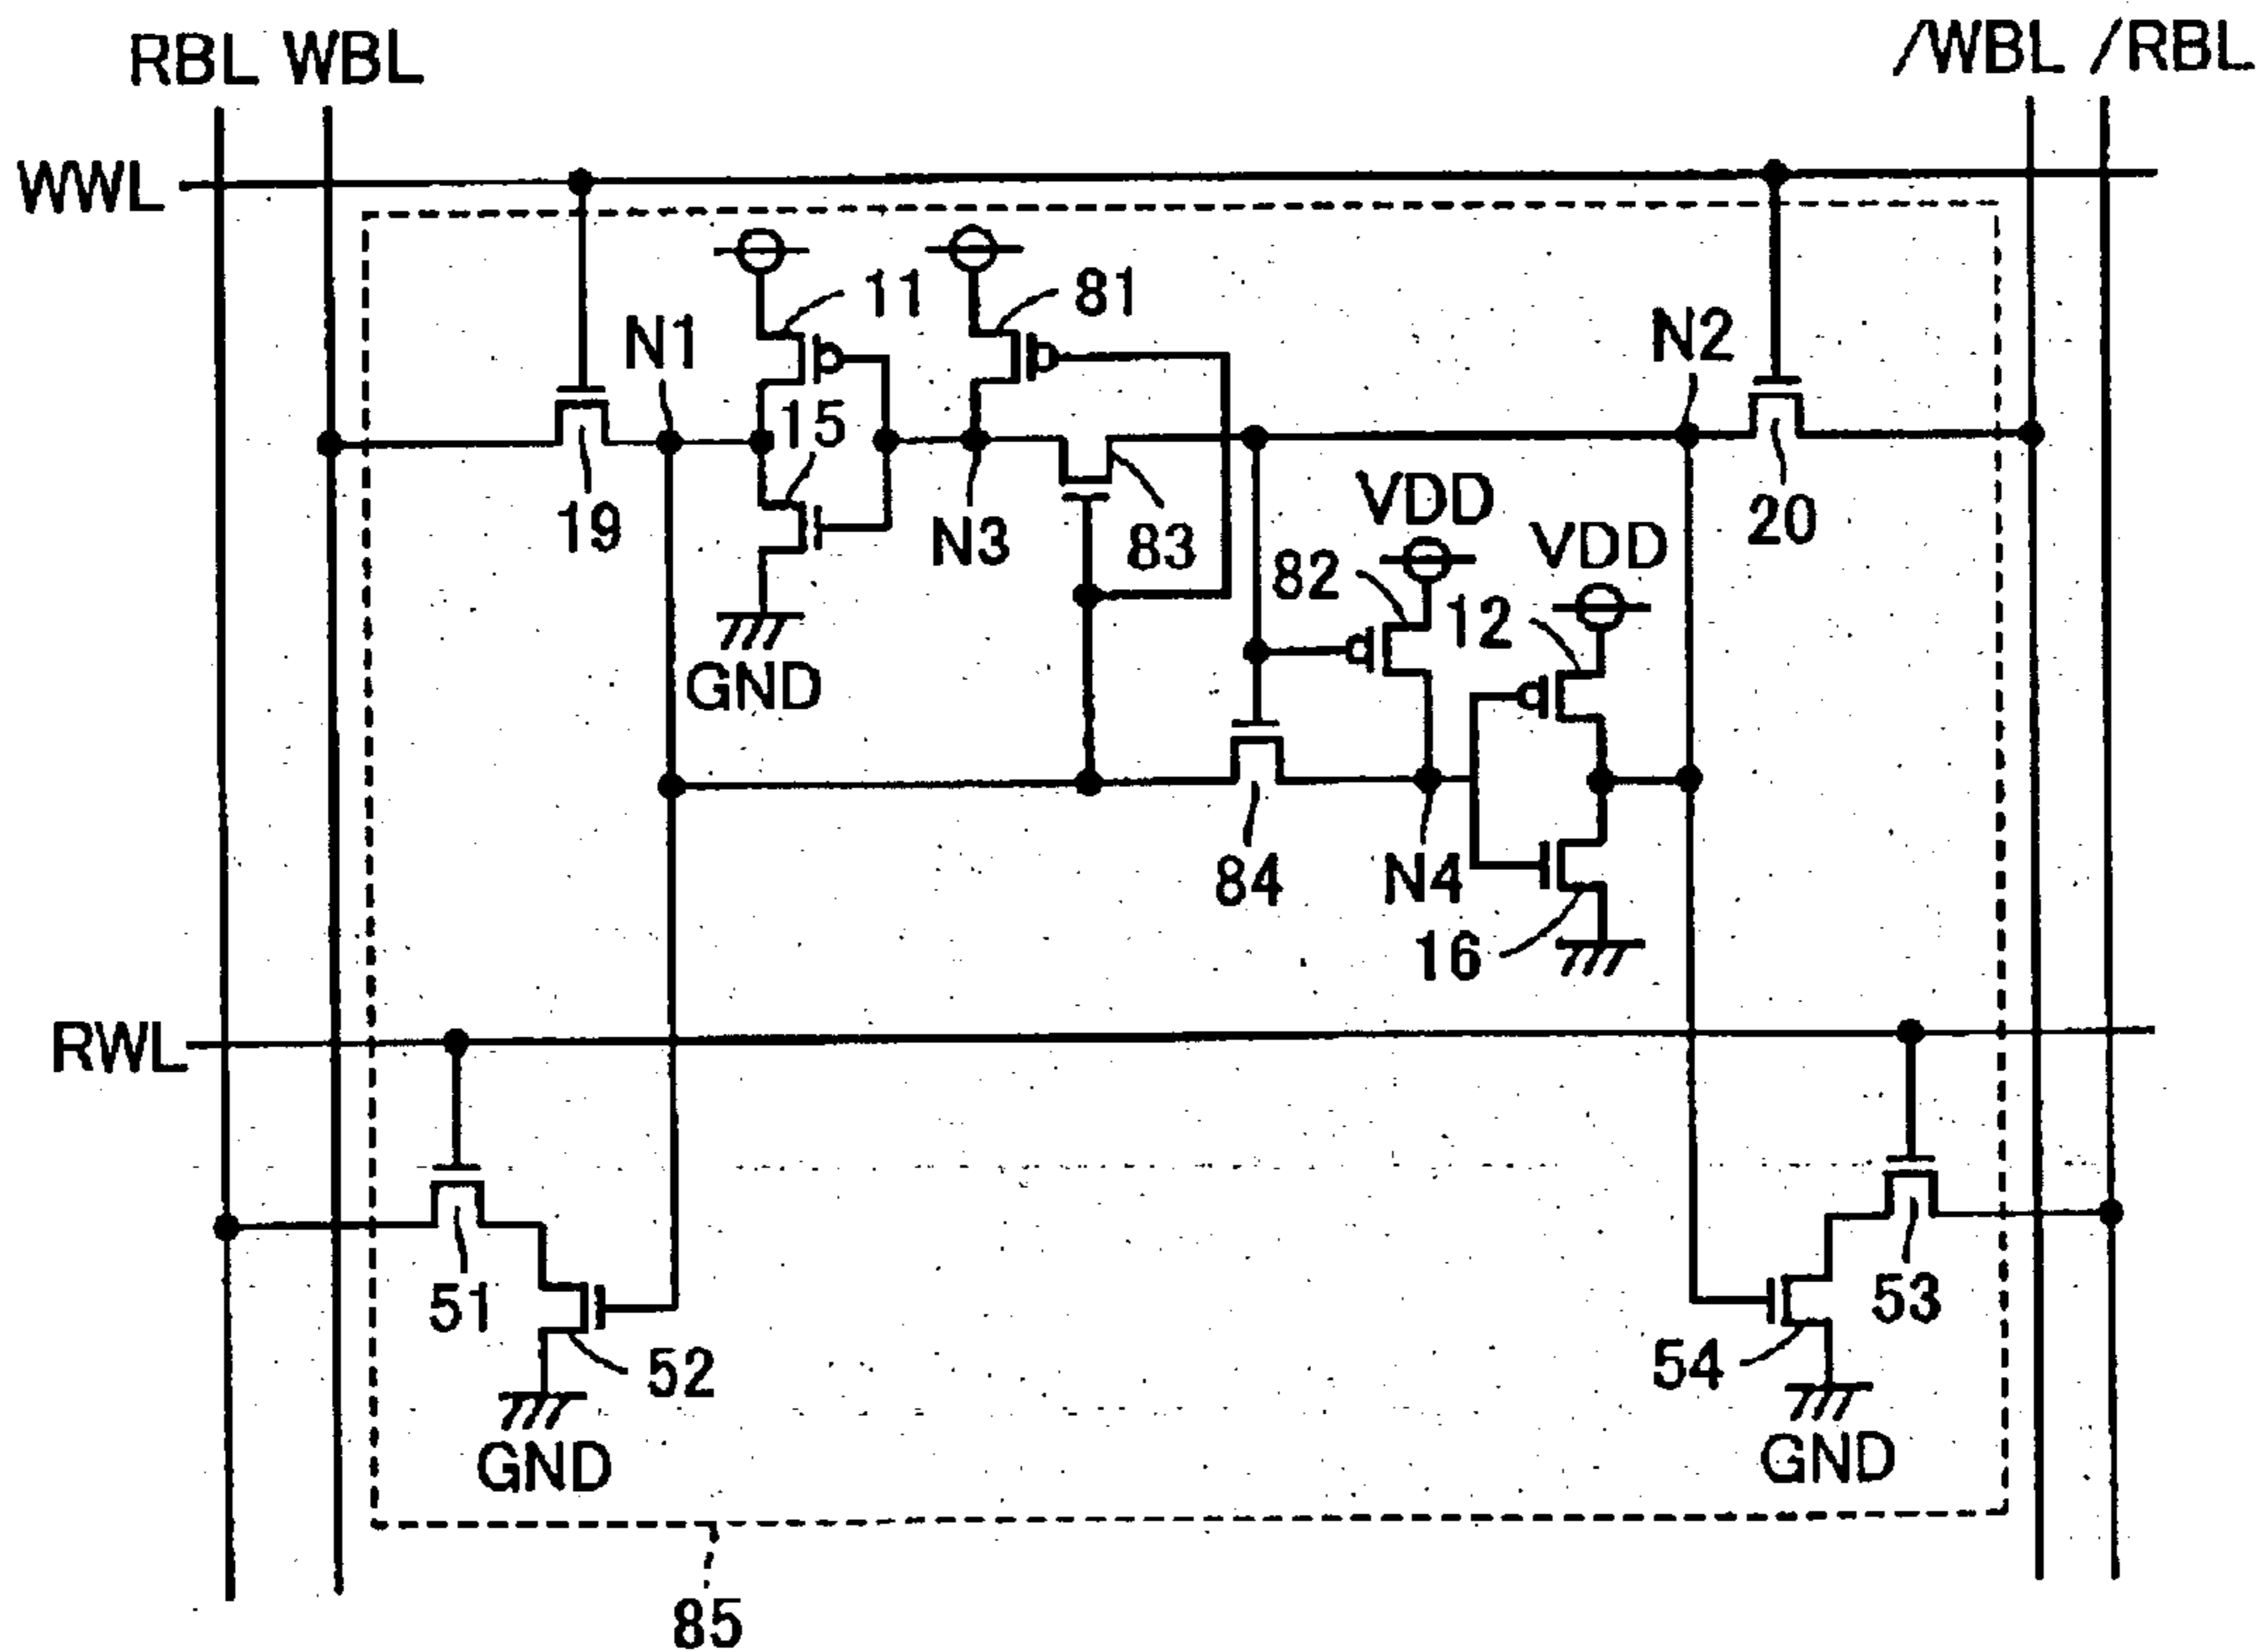 RBL WBL /WBL /RBL
WWL
11 81
N1 N2
15
19 N3 83 VDD 20
82 VDD
12
GND
84 N4
16
RWL
51 53
52 54
GND GND
85